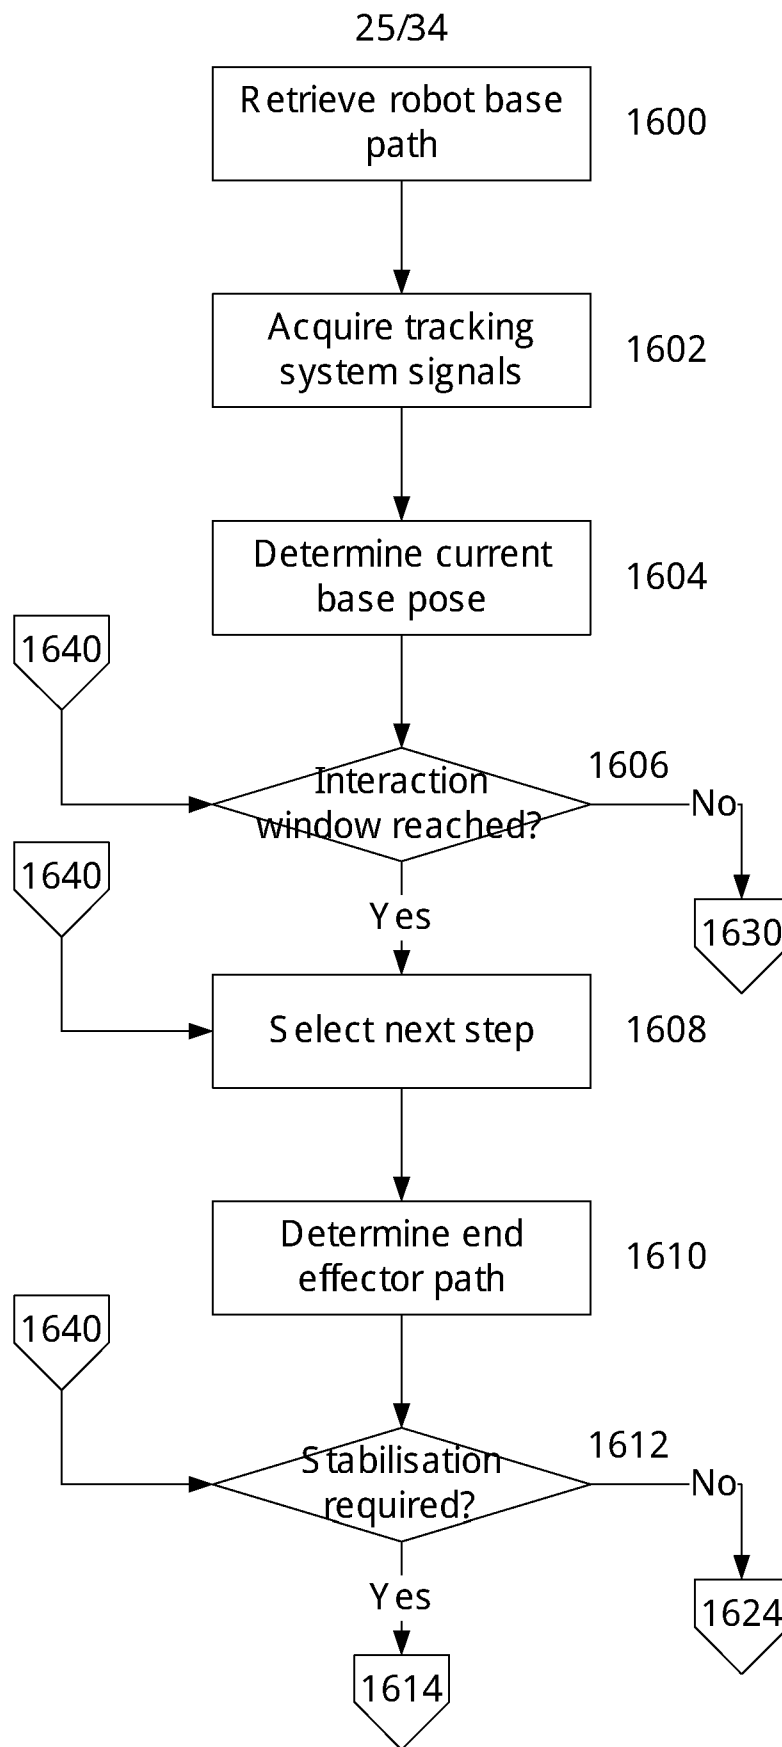 25/34
Retrieve robot base
path
1600
Acquire tracking
system signals
1602
Determine current
base pose
1604
1640
Interaction
window reached?
1606
No
1640
Yes
1630
Select next step
1608
Determine end
effector path
1610
1640
Stabilisation
required?
1612
No
Yes
1624
1614